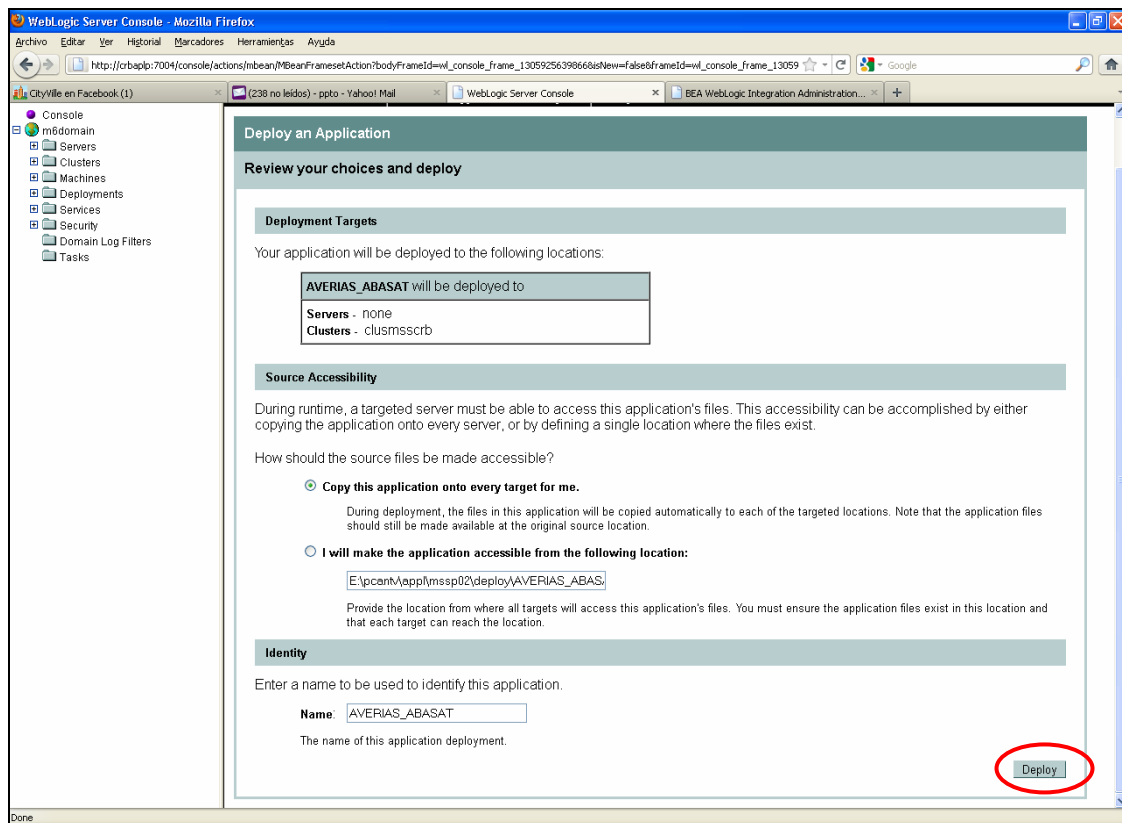 WebLogic Server Console - Mozilla Firefox
Archivo Editar Ver Historial Marcadores Herramientas Ayuda
http://crbaplp:7004/console/actions/mbean/MBeanFramesetAction?bodyFrameId=wl_console_frame_1305925639866&isNew=false&frameId=wl_console_frame_13059
Google
CityVille en Facebook (1)
(238 no leídos) - ppto - Yahoo! Mail
WebLogic Server Console
BEA WebLogic Integration Administration...
Console
m6domain
Servers
Clusters
Machines
Deployments
Services
Security
Domain Log Filters
Tasks
Deploy an Application
Review your choices and deploy
Deployment Targets
Your application will be deployed to the following locations:
AVERIAS_ABASAT will be deployed to
Servers - none
Clusters - clusmsscrb
Source Accessibility
During runtime, a targeted server must be able to access this application's files. This accessibility can be accomplished by either
copying the application onto every server, or by defining a single location where the files exist.
How should the source files be made accessible?
Copy this application onto every target for me.
During deployment, the files in this application will be copied automatically to each of the targeted locations. Note that the application files
should still be made available at the original source location.
I will make the application accessible from the following location:
E:\pcantv\appl\mssp02\deploy\AVERIAS_ABASA
Provide the location from where all targets will access this application's files. You must ensure the application files exist in this location and
that each target can reach the location.
Identity
Enter a name to be used to identify this application.
Name: AVERIAS_ABASAT
The name of this application deployment.
Deploy
Done